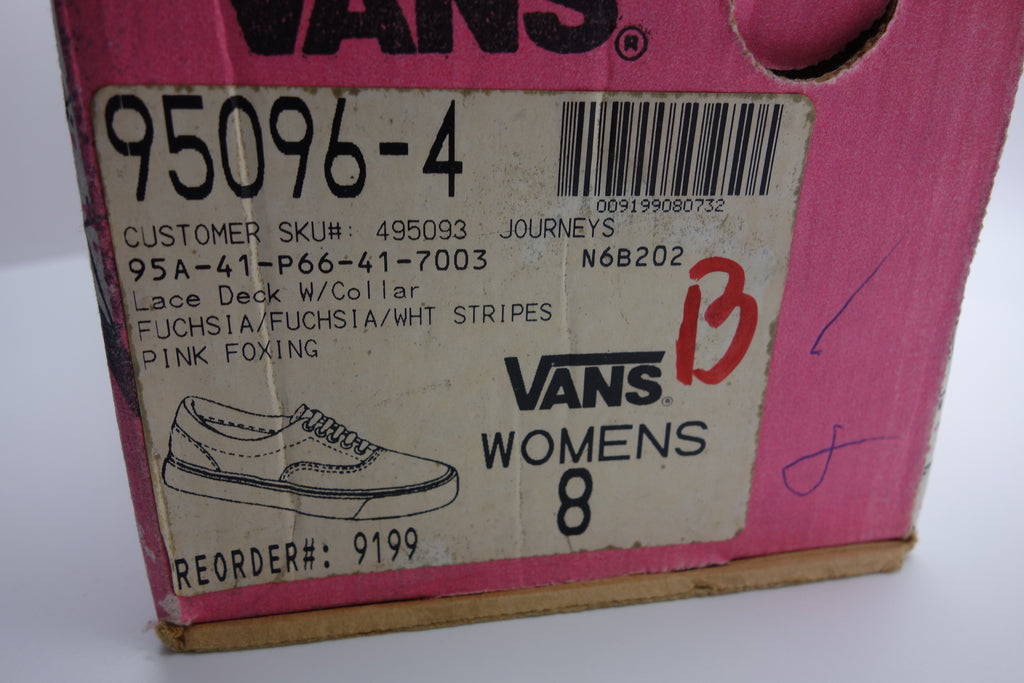 VANS®
95096-4
009199080732
CUSTOMER SKU#: 495093 JOURNEYS
95A-41-P66-41-7003 N6B202
Lace Deck W/Collar
FUCHSIA/FUCHSIA/WHT STRIPES
PINK FOXING
B
VANS®
WOMENS
8
REORDER#: 9199